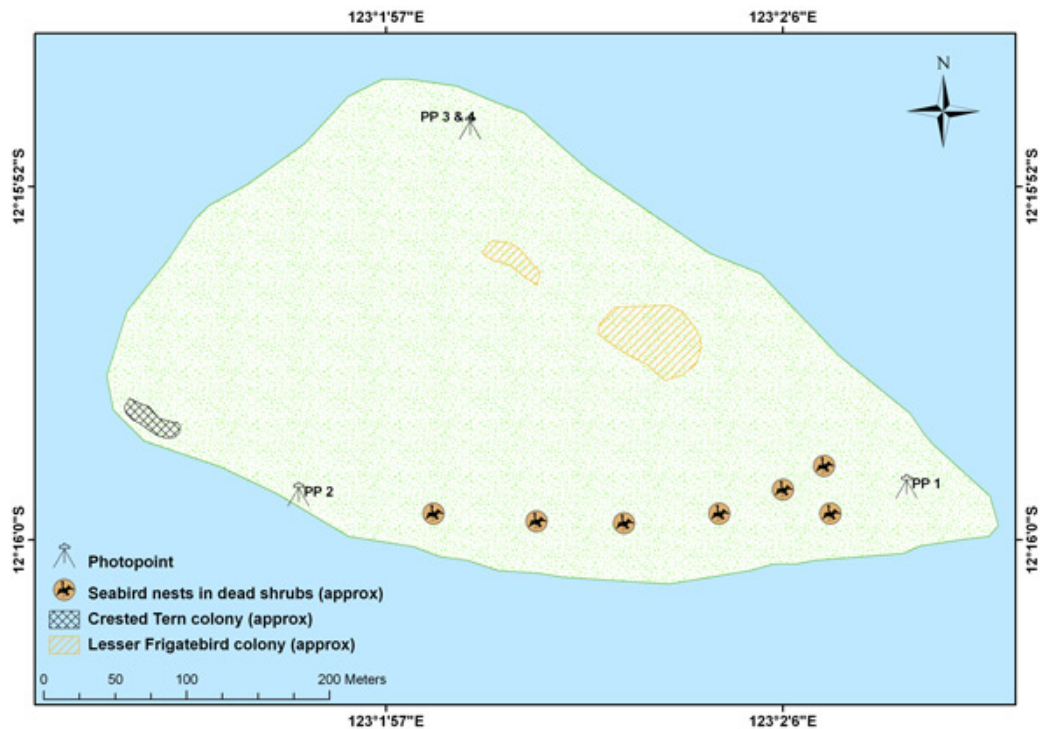 123°1'57"E 123°2'6"E
N
PP 3 & 4
12°15'52"S 12°15'52"S
PP 2 PP 1
12°16'0"S 12°16'0"S
Photopoint
Seabird nests in dead shrubs (approx)
Crested Tern colony (approx)
Lesser Frigatebird colony (approx)
0 50 100 200 Meters
123°1'57"E 123°2'6"E